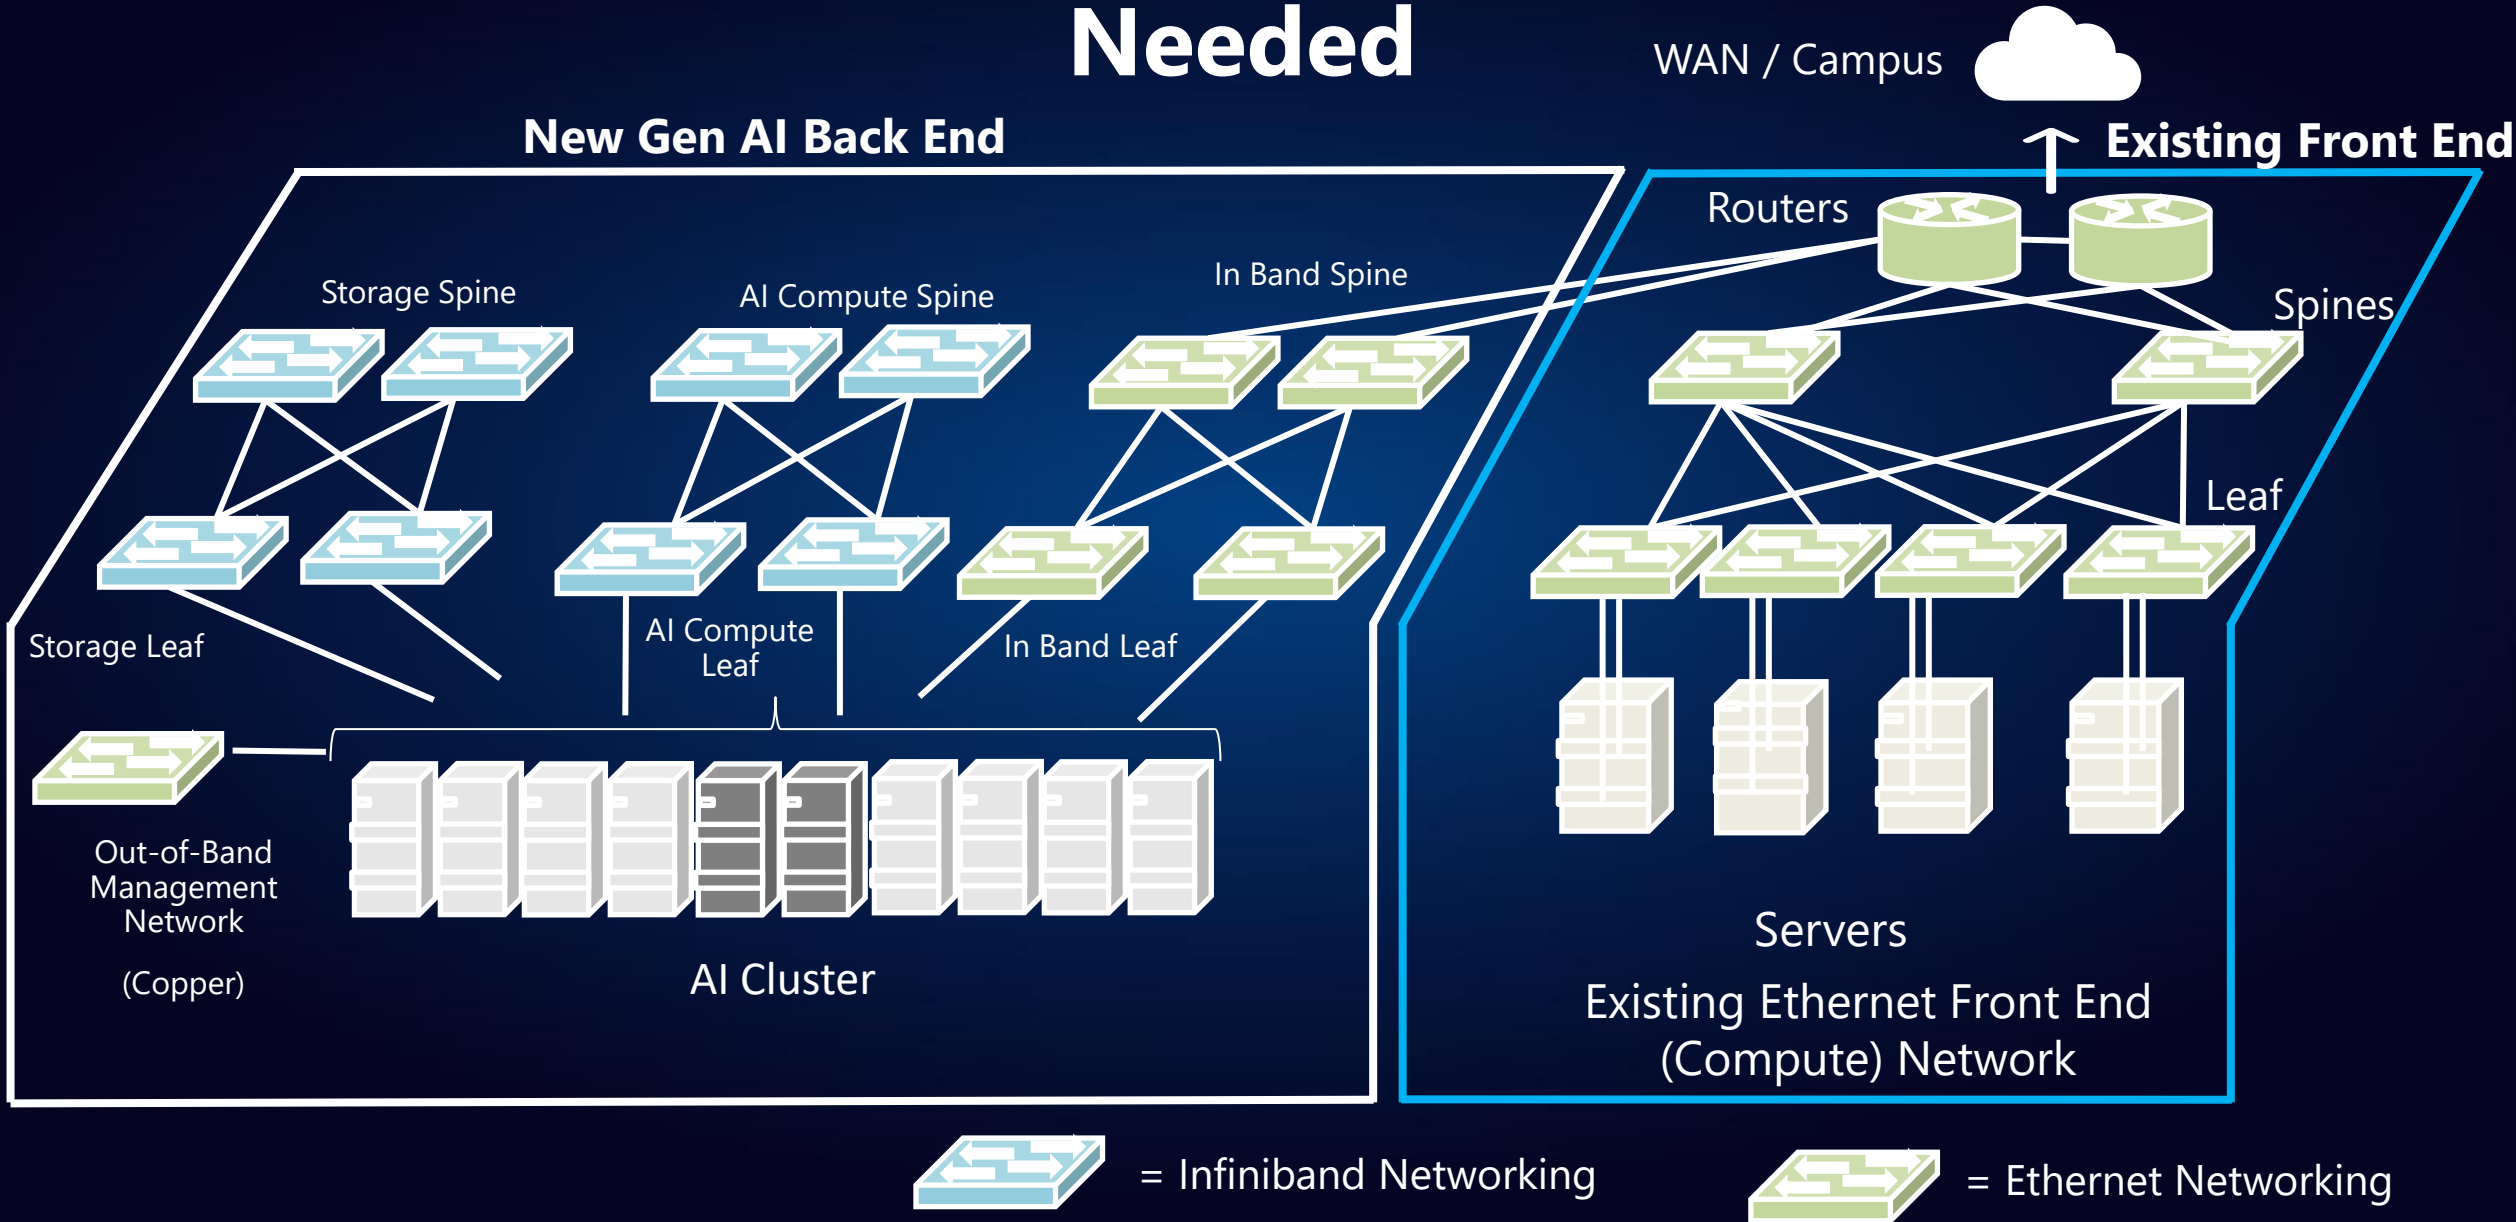 Needed
WAN / Campus
New Gen AI Back End
Existing Front End
Routers
Storage Spine
AI Compute Spine
In Band Spine
Spines
Leaf
Storage Leaf
AI Compute
Leaf
In Band Leaf
Out-of-Band
Management
Network
(Copper)
AI Cluster
Servers
Existing Ethernet Front End
(Compute) Network
= Infiniband Networking
= Ethernet Networking